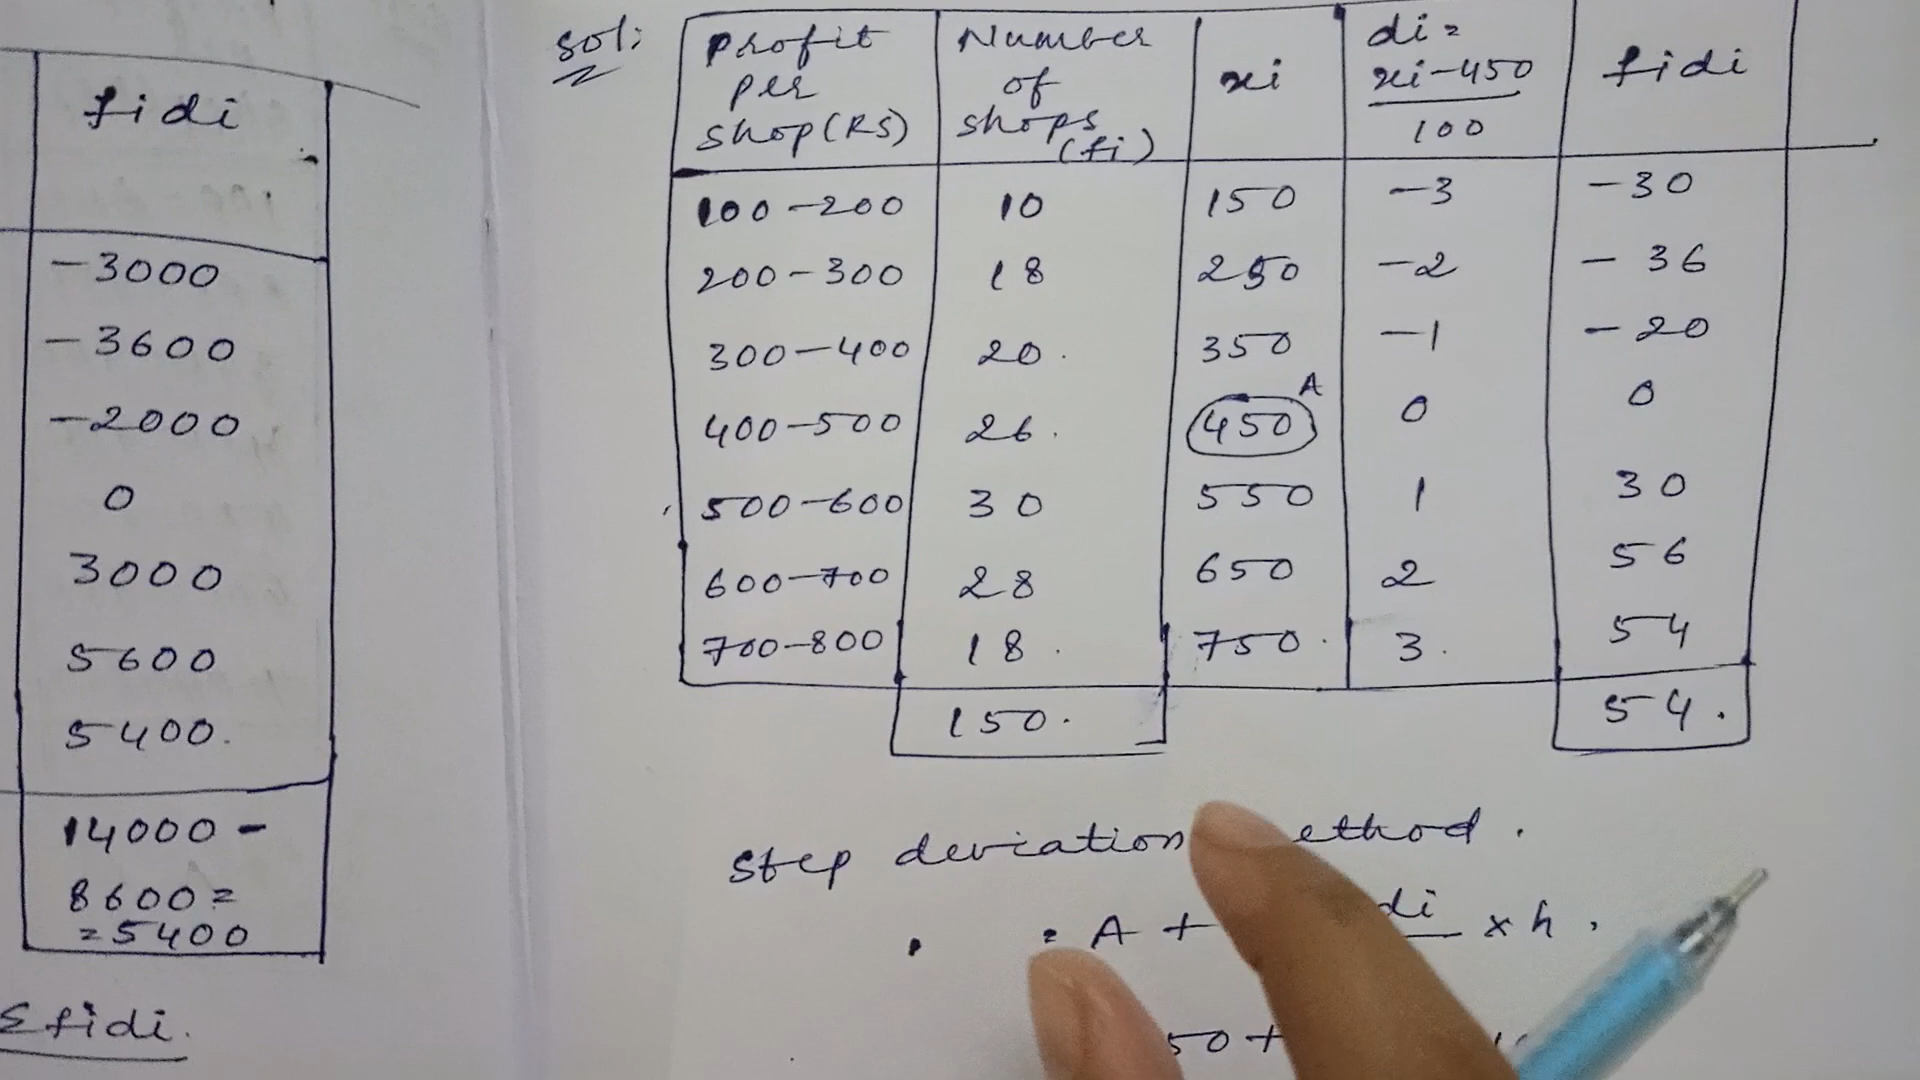 fidi
-3000
-3600
-2000
0
3000
5600
5400.
14000 -
8600 =
= 5400
Σfidi.
Sol:
Profit per shop (RS) | Number of shops (fi) | xi | di = xi-450 / 100 | fidi
100-200 10 150 -3 -30
200-300 18 250 -2 -36
300-400 20. 350 -1 -20
400-500 26. 450 A 0 0
500-600 30 550 1 30
600-700 28 650 2 56
700-800 18. 750. 3. 54
150. 54.
Step deviation ethod.
= A + di × h.
50 +